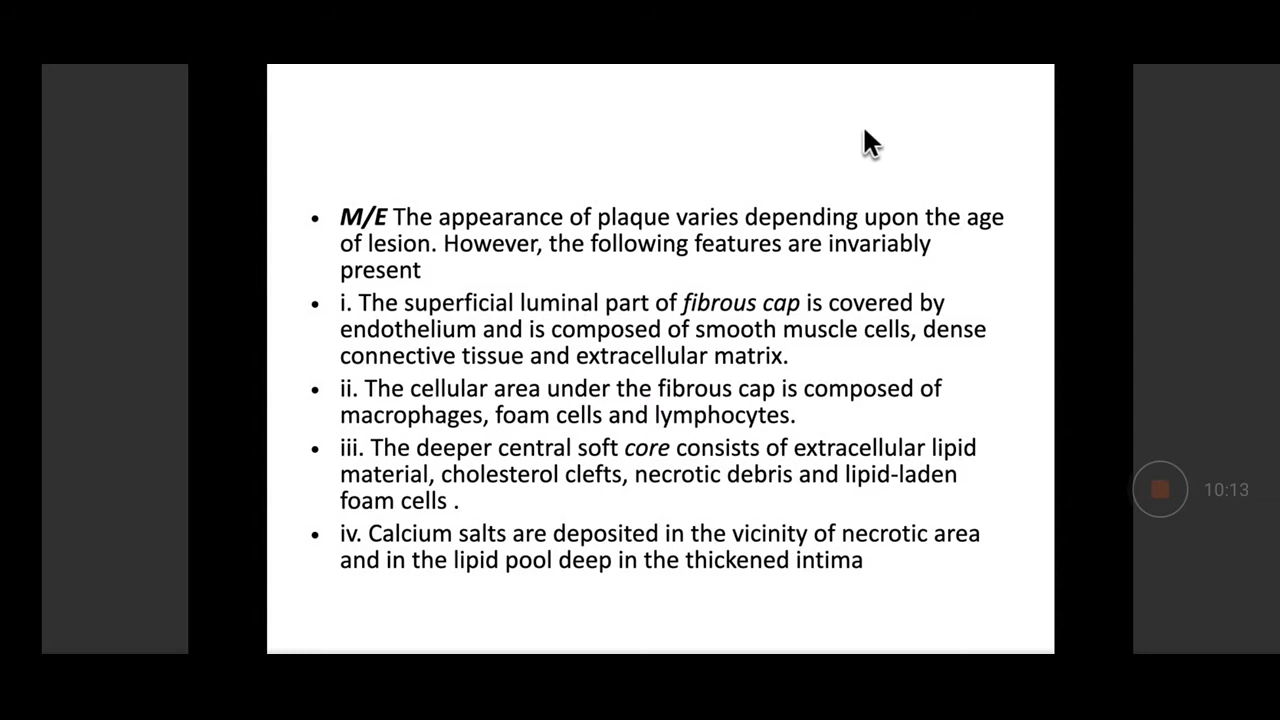 • M/E The appearance of plaque varies depending upon the age
of lesion. However, the following features are invariably
present
• i. The superficial luminal part of fibrous cap is covered by
endothelium and is composed of smooth muscle cells, dense
connective tissue and extracellular matrix.
• ii. The cellular area under the fibrous cap is composed of
macrophages, foam cells and lymphocytes.
• iii. The deeper central soft core consists of extracellular lipid
material, cholesterol clefts, necrotic debris and lipid-laden
foam cells .
• iv. Calcium salts are deposited in the vicinity of necrotic area
and in the lipid pool deep in the thickened intima
10:13